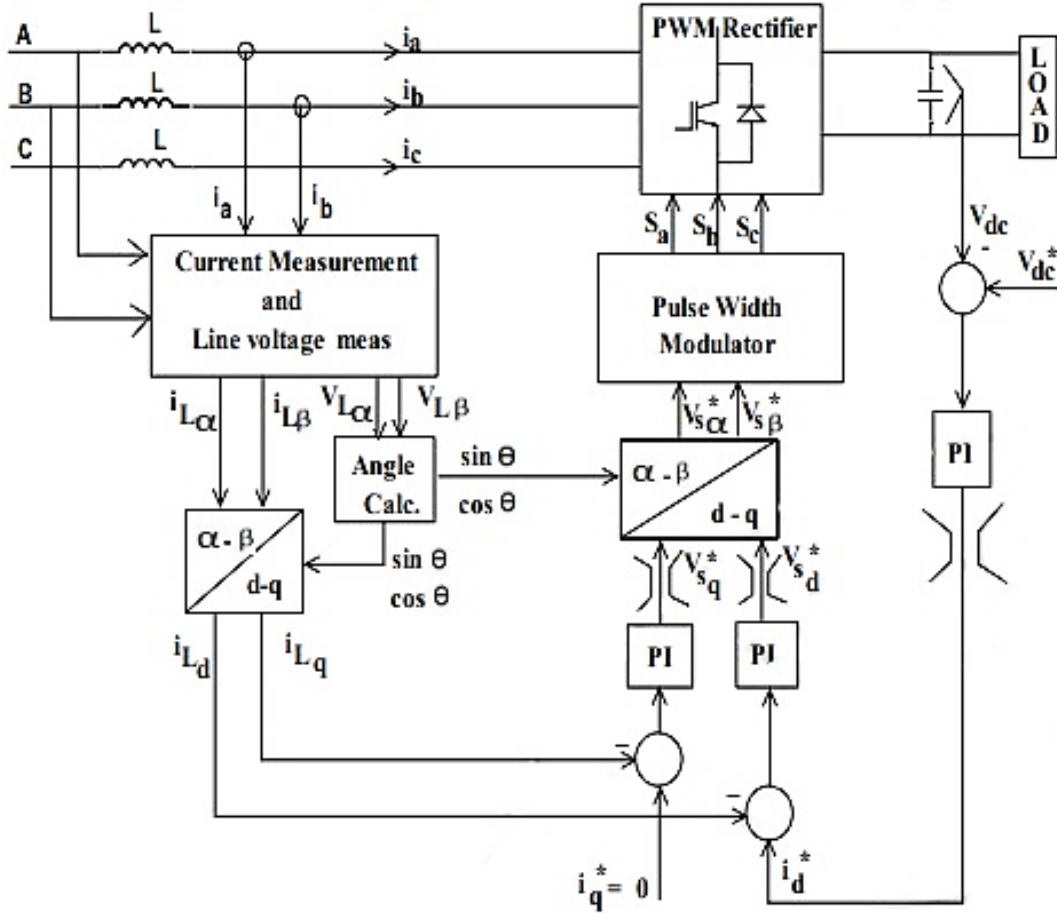 A
L
i_a
PWM Rectifier
LOAD
B
L
i_b
C
L
i_c
i_a
i_b
S_a
S_b
S_c
V_dc
-
V_dc*
Current Measurement
and
Line voltage meas
Pulse Width
Modulator
i_Lα
i_Lβ
V_Lα
V_Lβ
V_sα*
V_sβ*
PI
Angle
Calc.
sin θ
cos θ
α - β
d - q
α - β
d-q
sin θ
cos θ
V_sq*
V_sd*
i_Ld
i_Lq
PI
PI
-
-
i_q* = 0
i_d*